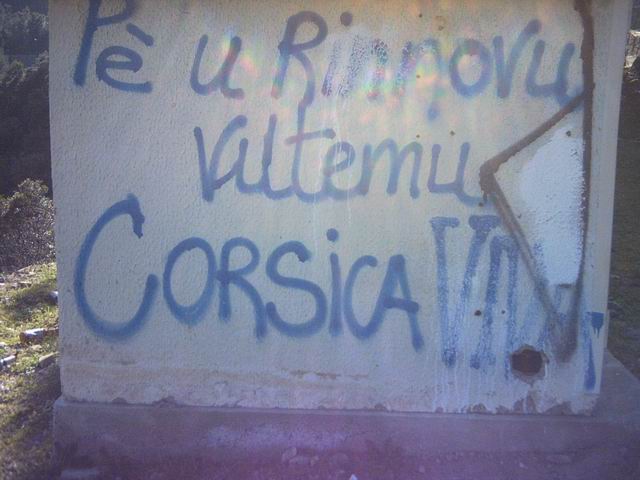 Pè u Rinnovu
Vultemu
CORSICA